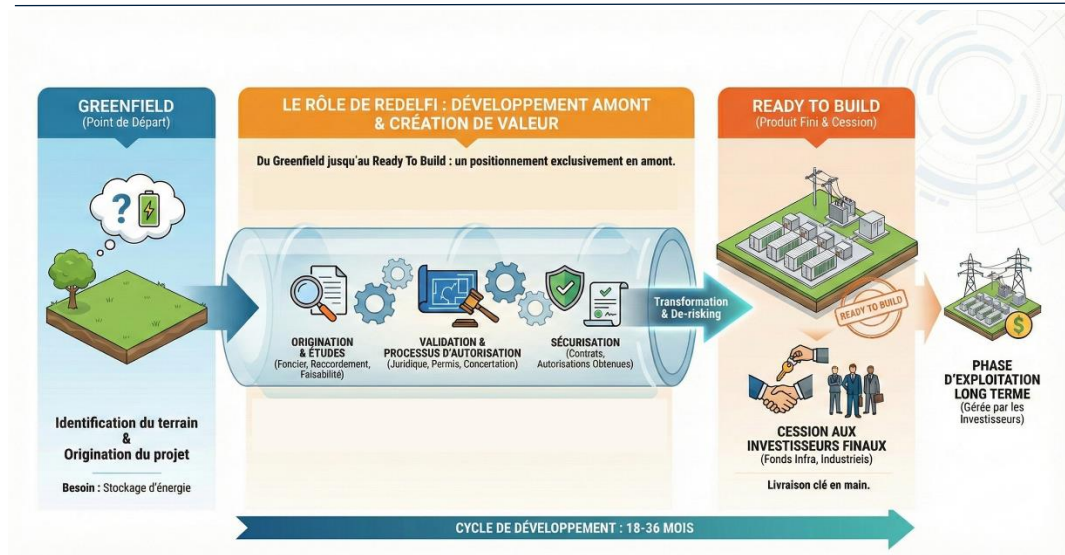 GREENFIELD
(Point de Départ)
?
Identification du terrain
&
Origination du projet
Besoin : Stockage d'énergie
LE RÔLE DE REDELFI : DÉVELOPPEMENT AMONT
& CRÉATION DE VALEUR
Du Greenfield jusqu'au Ready To Build : un positionnement exclusivement en amont.
ORIGINATION
& ÉTUDES
(Foncier, Raccordement,
Faisabilité)
VALIDATION &
PROCESSUS D'AUTORISATION
(Juridique, Permis, Concertation)
SÉCURISATION
(Contrats,
Autorisations Obtenues)
Transformation
& De-risking
READY TO BUILD
(Produit Fini & Cession)
READY TO BUILD
CESSION AUX
INVESTISSEURS FINAUX
(Fonds Infra, Industriels)
Livraison clé en main.
$
PHASE
D'EXPLOITATION
LONG TERME
(Gérée par les
Investisseurs)
CYCLE DE DÉVELOPPEMENT : 18-36 MOIS